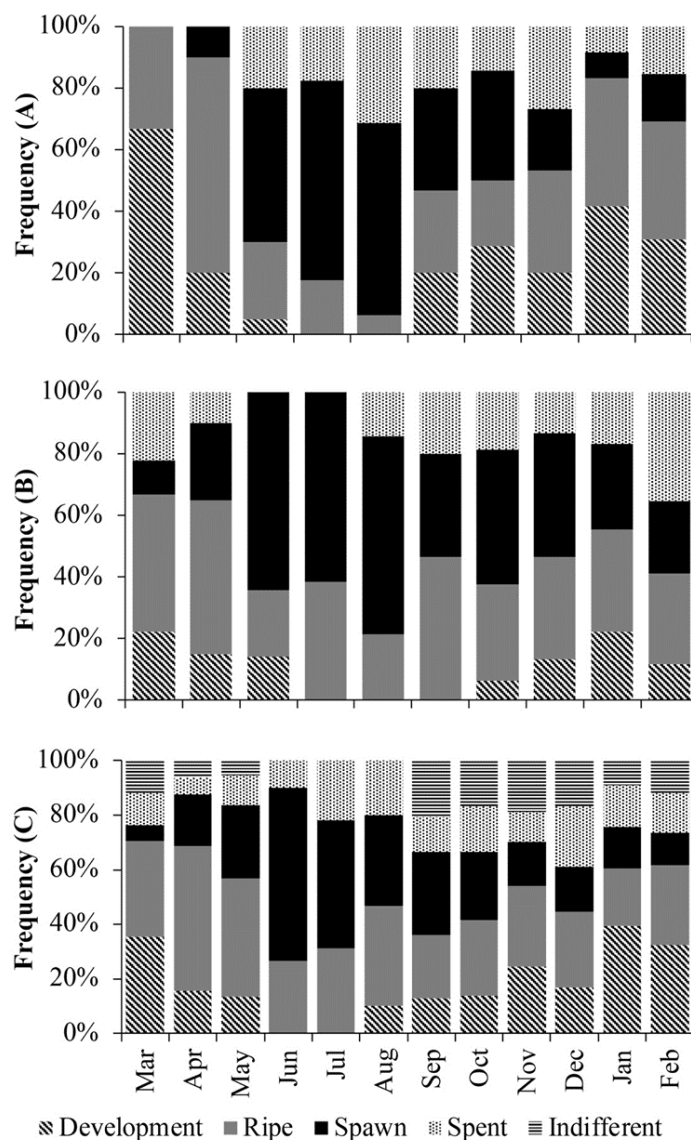 100%
80%
60%
40%
20%
0%
Frequency (A)
100%
80%
60%
40%
20%
0%
Frequency (B)
100%
80%
60%
40%
20%
0%
Frequency (C)
Mar
Apr
May
Jun
Jul
Aug
Sep
Oct
Nov
Dec
Jan
Feb
Development Ripe Spawn Spent Indifferent